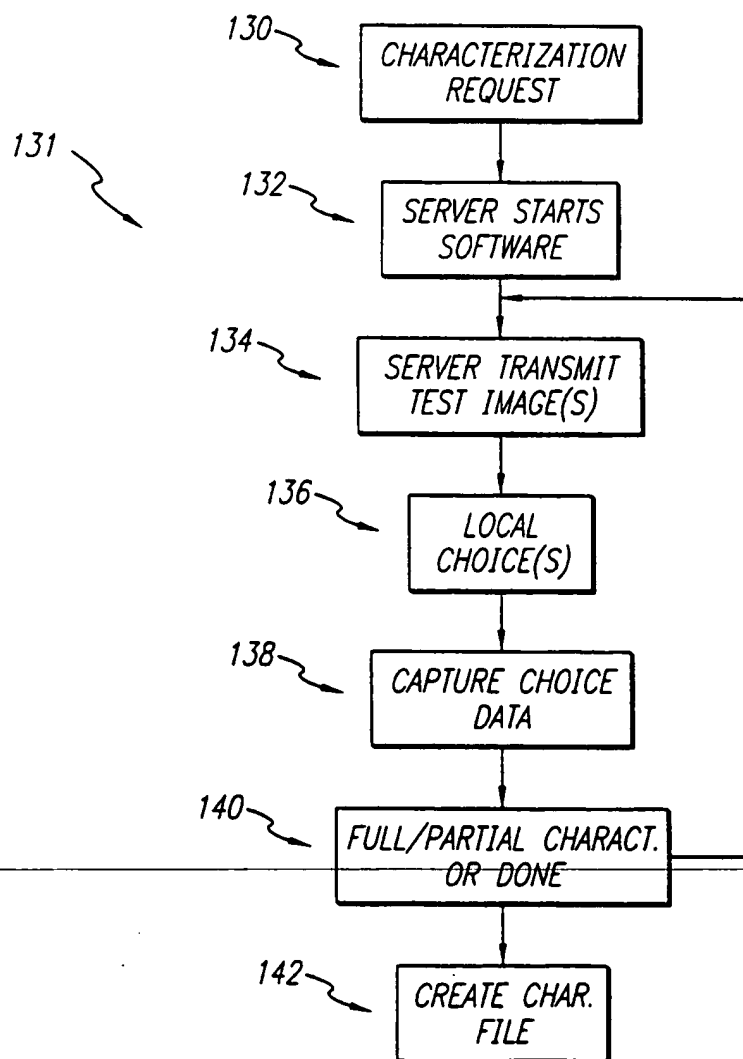 130
CHARACTERIZATION
REQUEST
131
132
SERVER STARTS
SOFTWARE
134
SERVER TRANSMIT
TEST IMAGE(S)
136
LOCAL
CHOICE(S)
138
CAPTURE CHOICE
DATA
140
FULL/PARTIAL CHARACT.
OR DONE
142
CREATE CHAR.
FILE